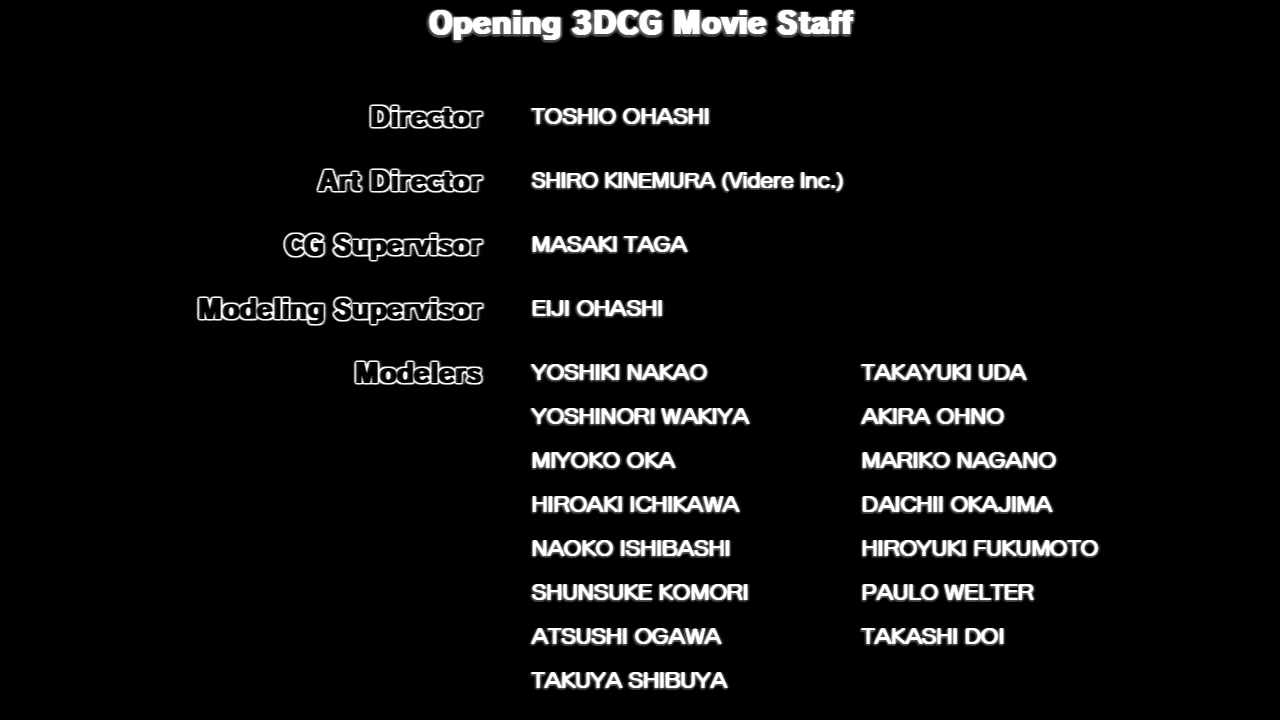 Opening 3DCG Movie Staff
Director TOSHIO OHASHI
Art Director SHIRO KINEMURA (Videre Inc.)
CG Supervisor MASAKI TAGA
Modeling Supervisor EIJI OHASHI
Modelers YOSHIKI NAKAO TAKAYUKI UDA
YOSHINORI WAKIYA AKIRA OHNO
MIYOKO OKA MARIKO NAGANO
HIROAKI ICHIKAWA DAICHII OKAJIMA
NAOKO ISHIBASHI HIROYUKI FUKUMOTO
SHUNSUKE KOMORI PAULO WELTER
ATSUSHI OGAWA TAKASHI DOI
TAKUYA SHIBUYA